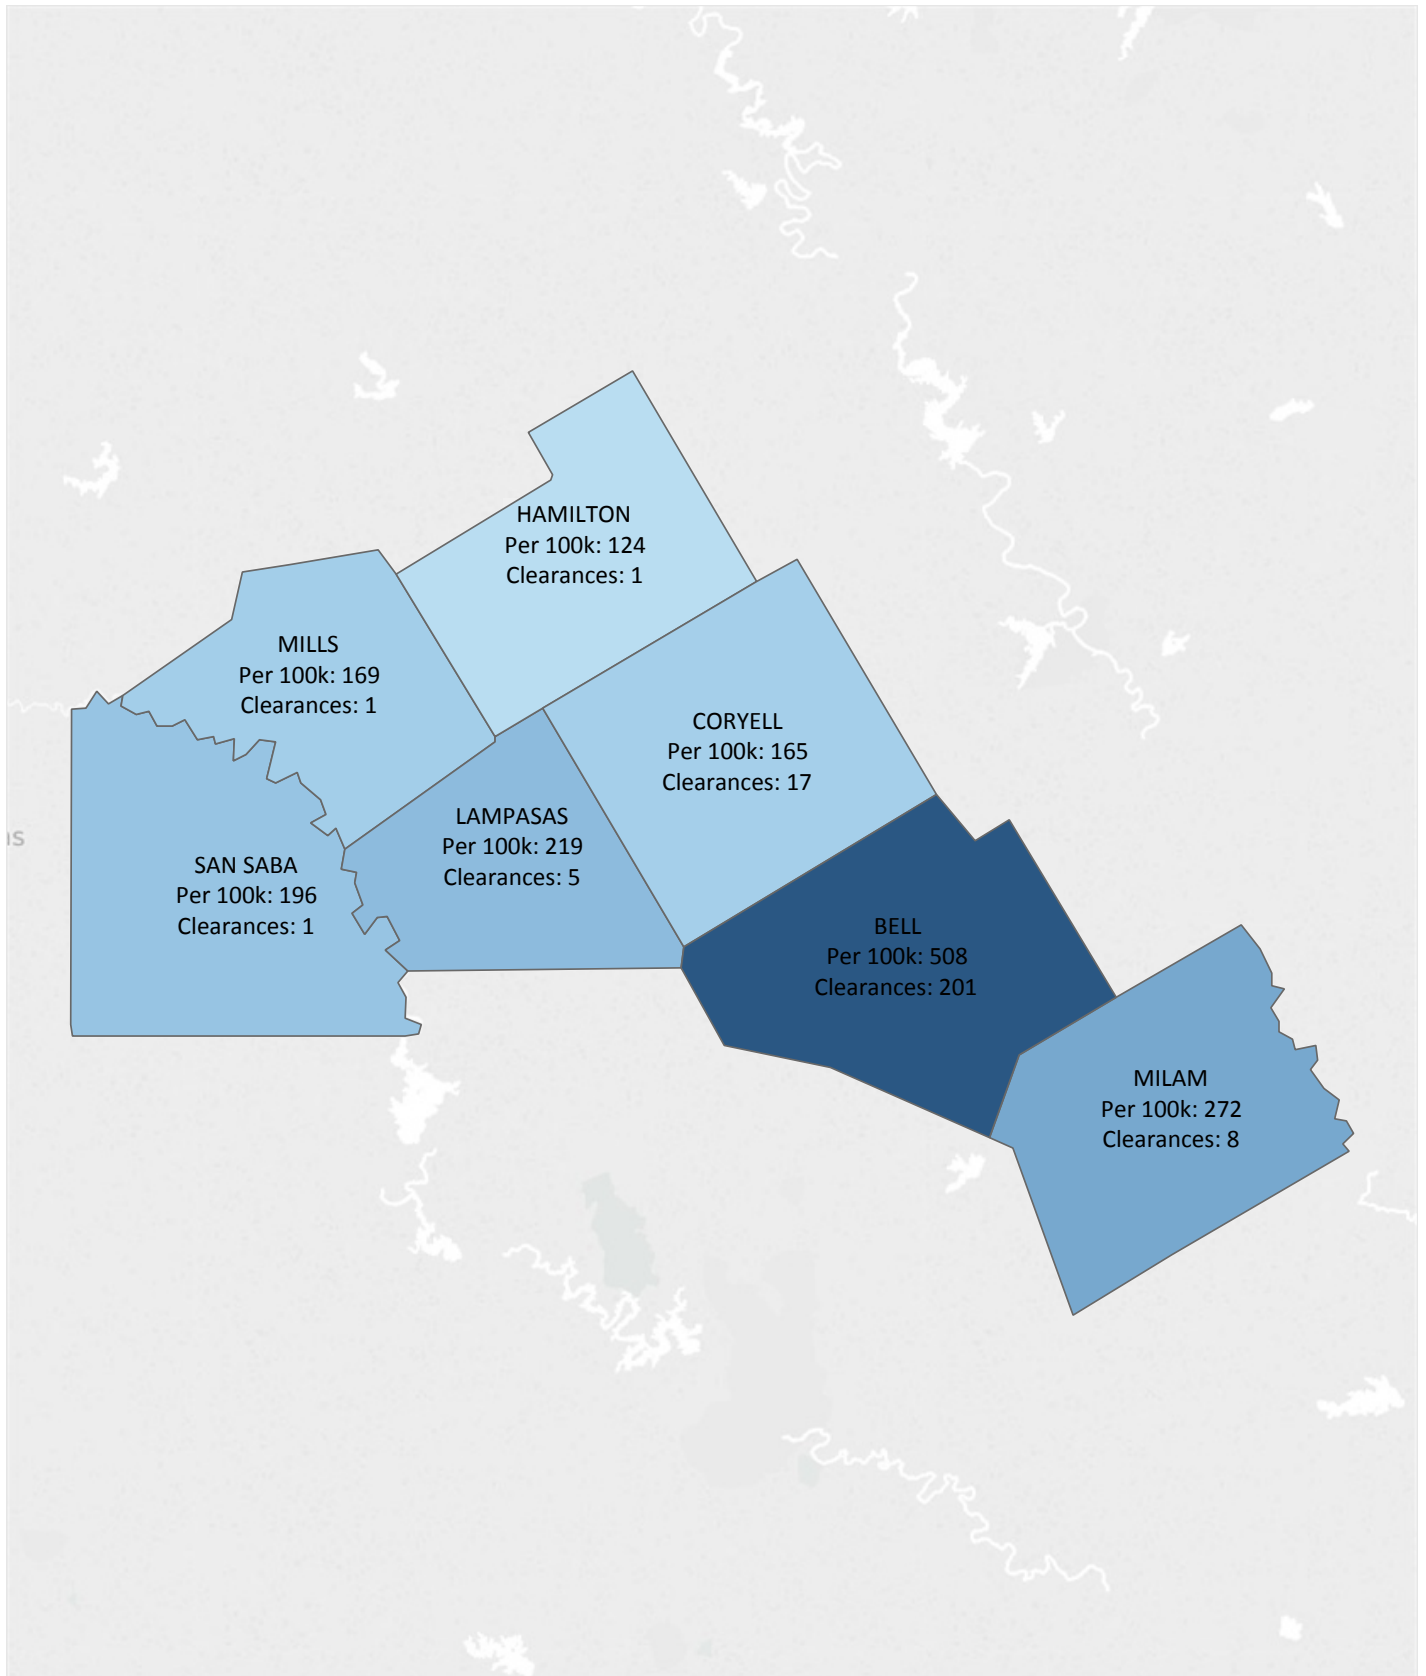 HAMILTON
Per 100k: 124
Clearances: 1
MILLS
Per 100k: 169
Clearances: 1
CORYELL
Per 100k: 165
Clearances: 17
LAMPASAS
Per 100k: 219
Clearances: 5
SAN SABA
Per 100k: 196
Clearances: 1
BELL
Per 100k: 508
Clearances: 201
MILAM
Per 100k: 272
Clearances: 8